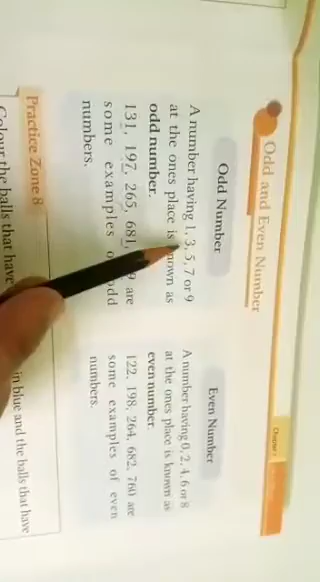 Chapter
Odd and Even Number
Odd Number
A number having 1, 3, 5, 7 or 9
at the ones place is known as
odd number.
131, 197, 265, 681, 9 are
some examples odd
numbers.
Even Number
A number having 0, 2, 4, 6 or 8
at the ones place is known as
even number.
122, 198, 264, 682, 760 are
some examples of even
numbers.
Practice Zone 8
Colour the balls that have in blue and the balls that have